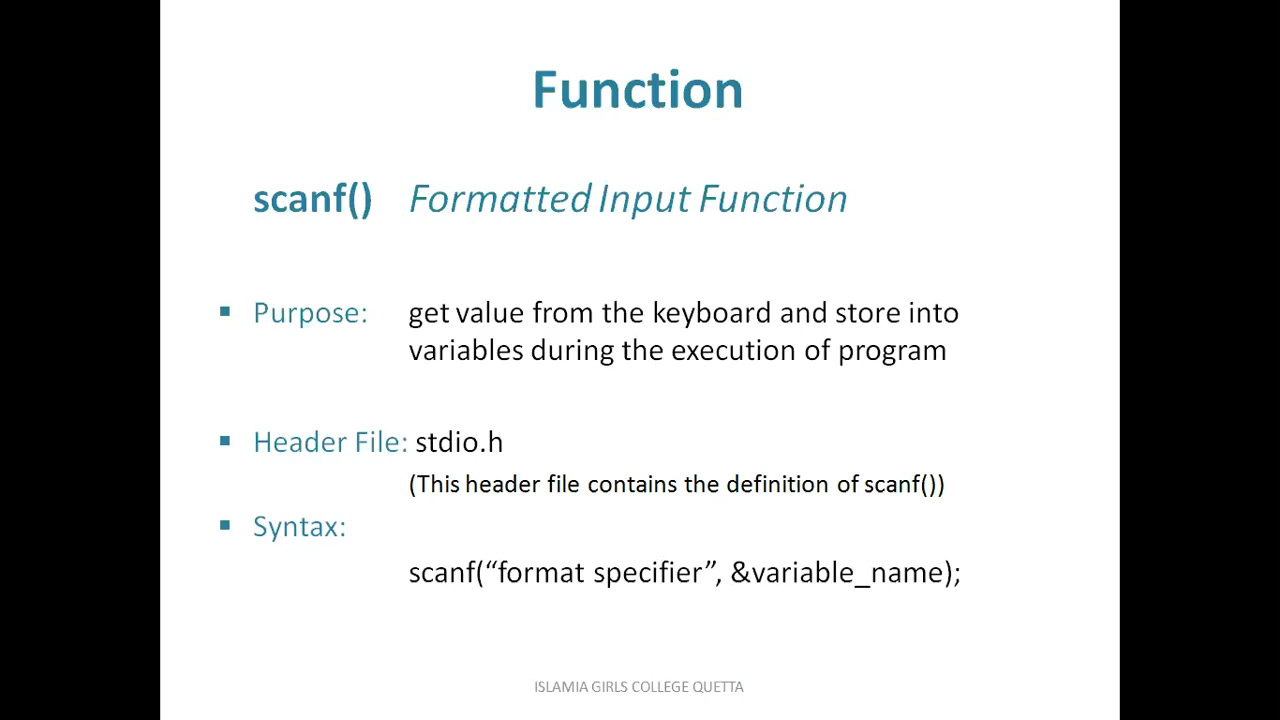 Function
scanf() Formatted Input Function
▪ Purpose: get value from the keyboard and store into
variables during the execution of program
▪ Header File: stdio.h
(This header file contains the definition of scanf())
▪ Syntax:
scanf(“format specifier”, &variable_name);
ISLAMIA GIRLS COLLEGE QUETTA